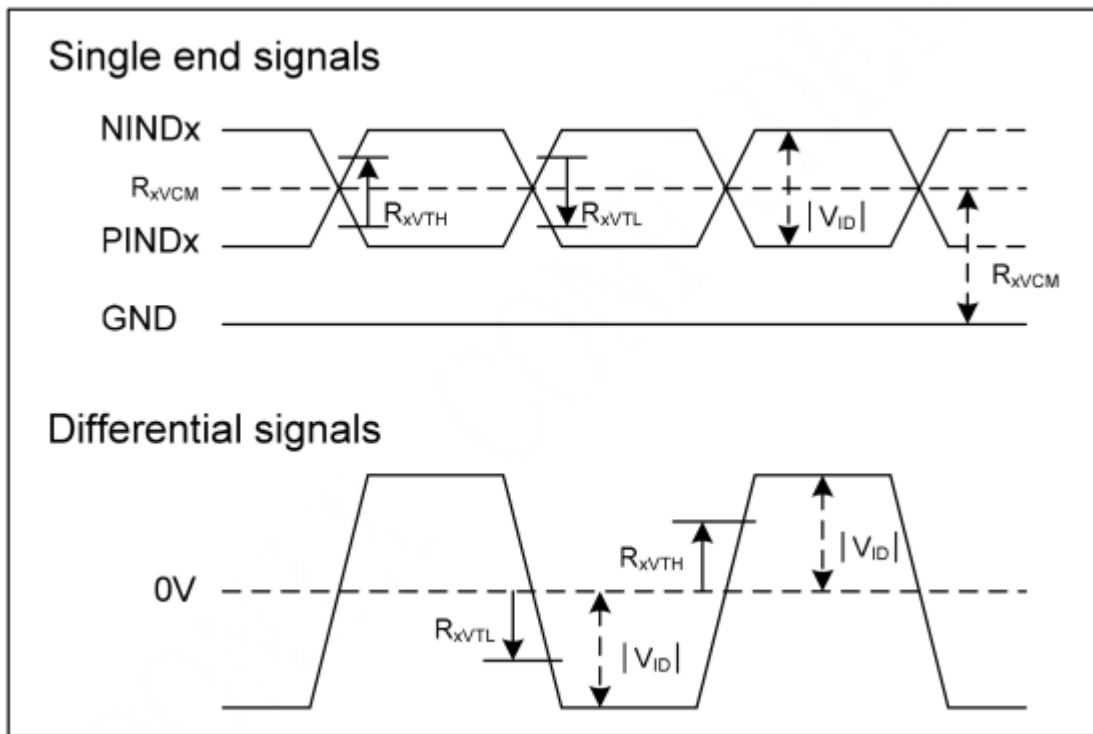 Single end signals
NINDx
RxVCM
PINDx
GND
RxVTH
RxVTL
|VID|
RxVCM
Differential signals
0V
RxVTL
|VID|
RxVTH
|VID|